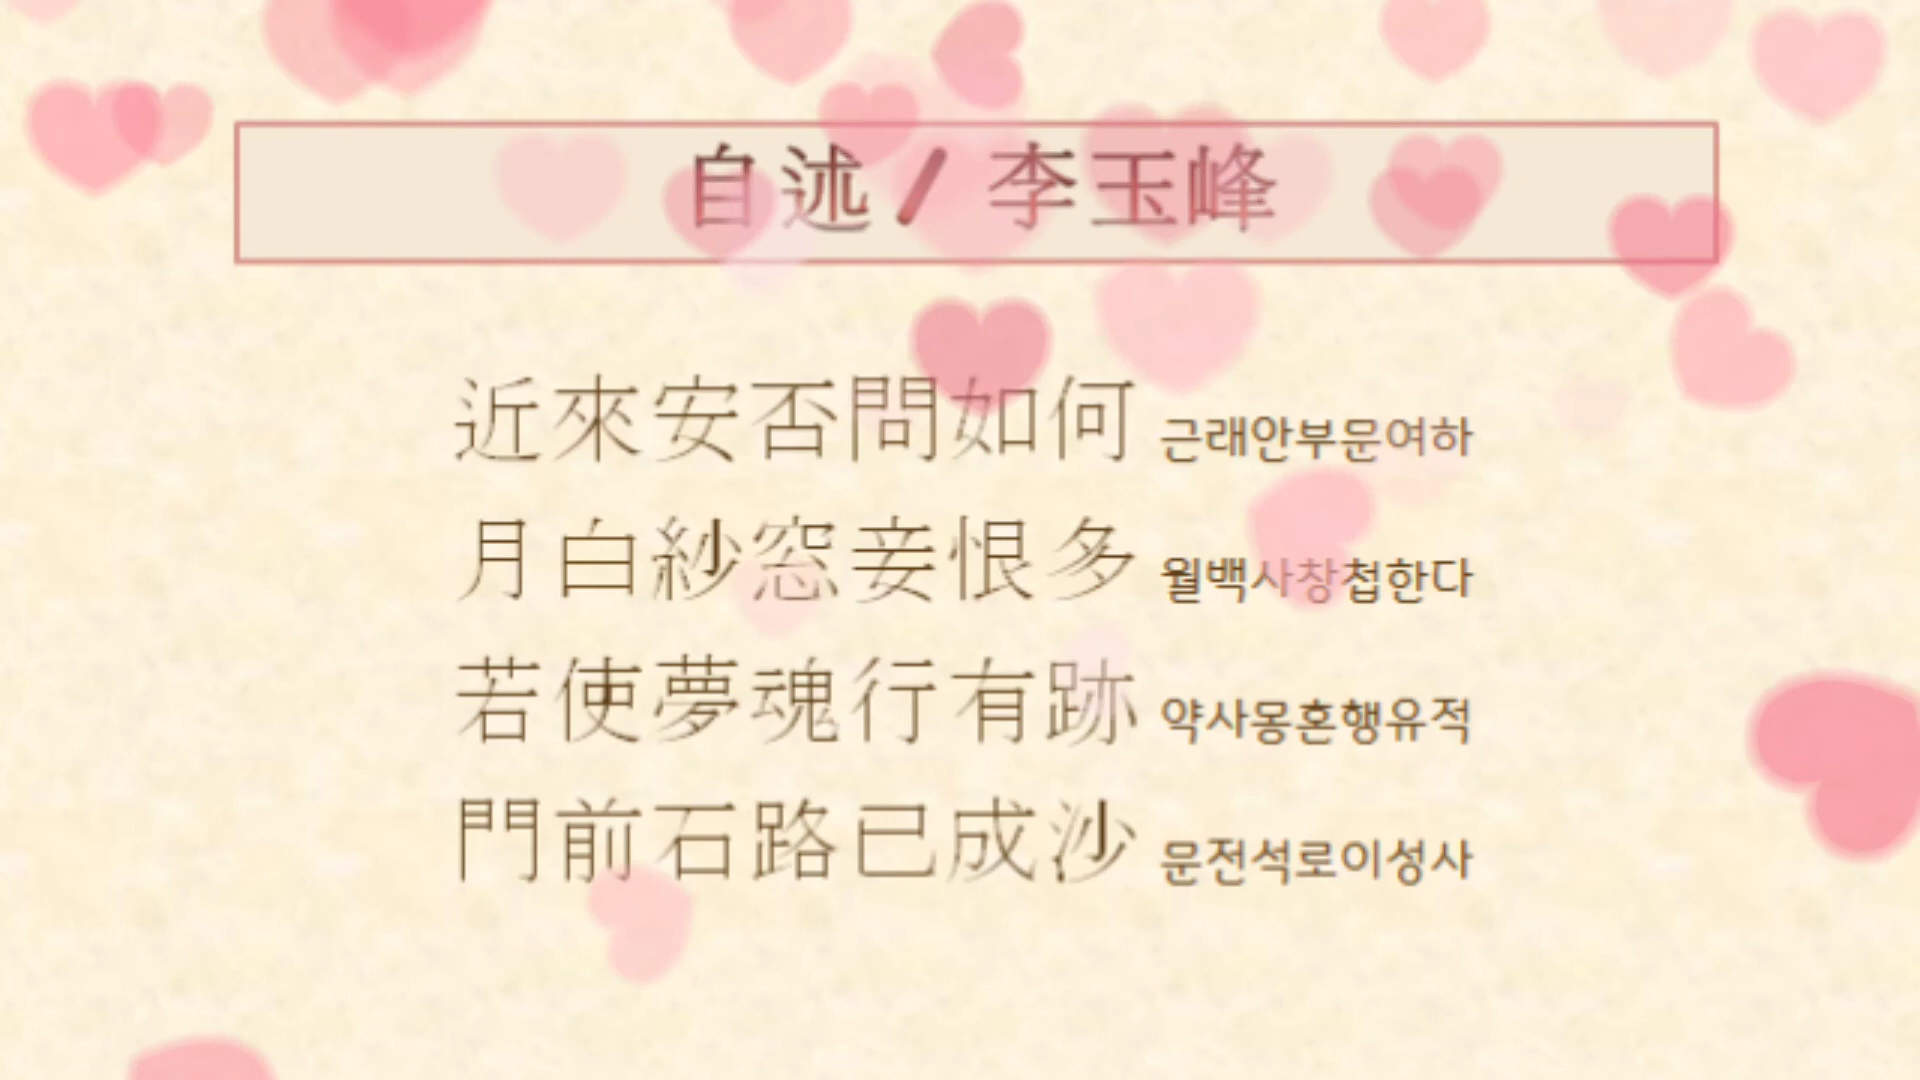 自述 / 李玉峰
近來安否問如何 근래안부문여하
月白紗窓妾恨多 월백사창첩한다
若使夢魂行有跡 약사몽혼행유적
門前石路已成沙 문전석로이성사